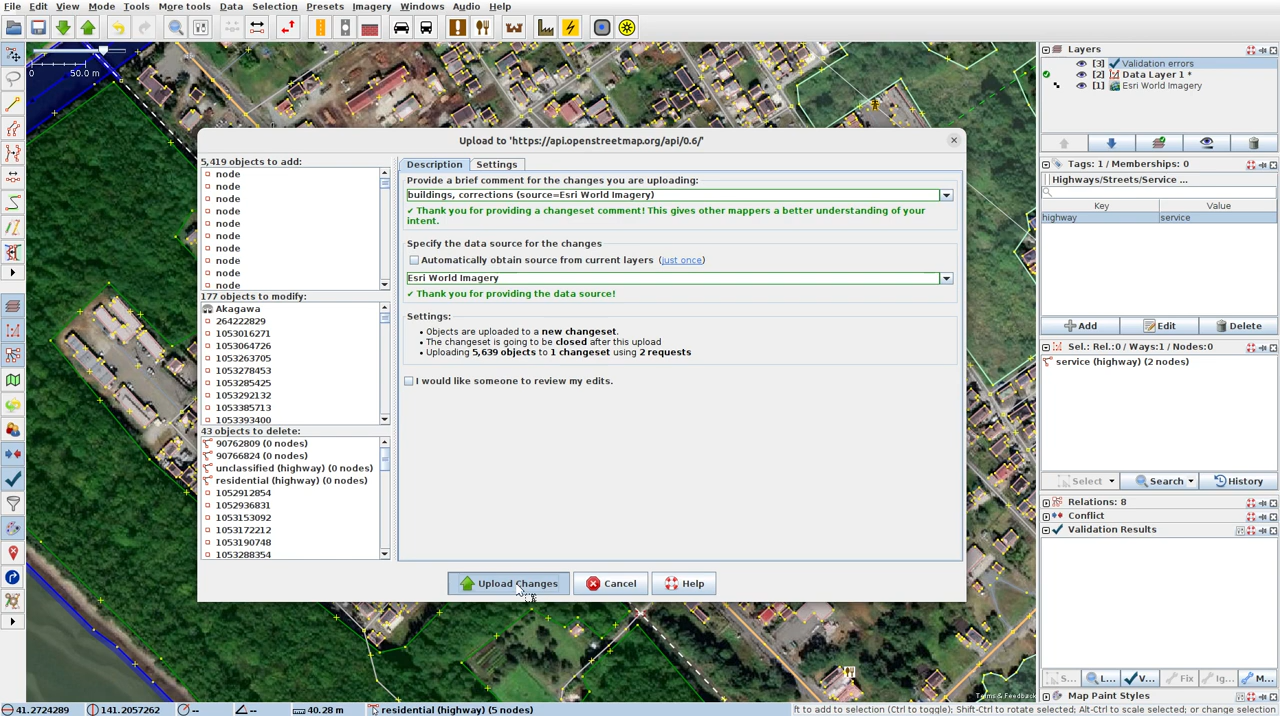 File Edit View Mode Tools More tools Data Selection Presets Imagery Windows Audio Help
0 50.0 m
Upload to 'https://api.openstreetmap.org/api/0.6/'
5,419 objects to add:
node
node
node
node
node
node
node
node
node
node
177 objects to modify:
Akagawa
264222829
1053016271
1053064726
1053263705
1053278453
1053285425
1053292132
1053385713
1053393400
43 objects to delete:
90762809 (0 nodes)
90766824 (0 nodes)
unclassified (highway) (0 nodes)
residential (highway) (0 nodes)
1052912854
1052936831
1053153092
1053172212
1053190748
1053288354
Description Settings
Provide a brief comment for the changes you are uploading:
buildings, corrections (source=Esri World Imagery)
✔ Thank you for providing a changeset comment! This gives other mappers a better understanding of your
intent.
Specify the data source for the changes
Automatically obtain source from current layers (just once)
Esri World Imagery
✔ Thank you for providing the data source!
Settings:
• Objects are uploaded to a new changeset.
• The changeset is going to be closed after this upload
• Uploading 5,639 objects to 1 changeset using 2 requests
I would like someone to review my edits.
Upload Changes Cancel Help
Layers
[3] Validation errors
[2] Data Layer 1 *
[1] Esri World Imagery
Tags: 1 / Memberships: 0
Highways/Streets/Service ...
Key Value
highway service
Add Edit Delete
Sel.: Rel.:0 / Ways:1 / Nodes:0
service (highway) (2 nodes)
Select Search History
Relations: 8
Conflict
Validation Results
S... L... V... Fix Ig... M...
Map Paint Styles
Terms & Feedback
41.2724289 141.2057262 -- -- 40.28 m residential (highway) (5 nodes) ft to add to selection (Ctrl to toggle); Shift-Ctrl to rotate selected; Alt-Ctrl to scale selected; or change selection